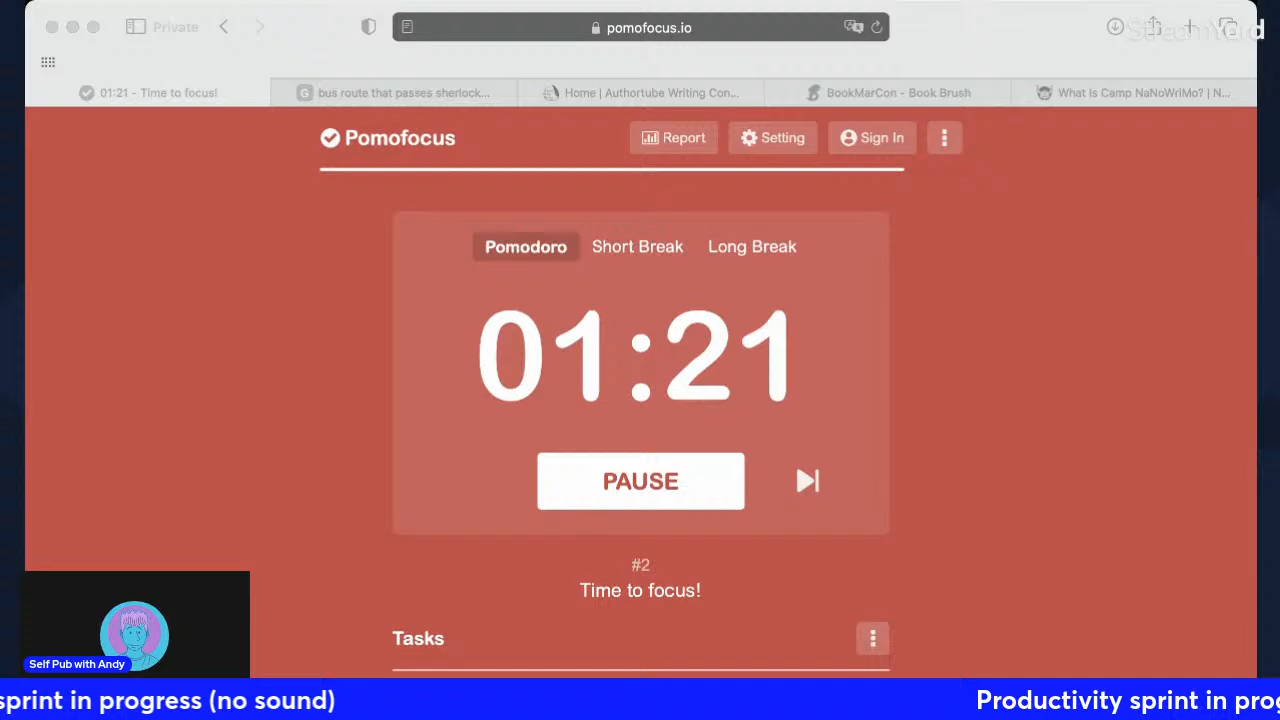 Private
pomofocus.io
StreamYard
01:21 - Time to focus!
bus route that passes sherlock...
Home | Authortube Writing Con...
BookMarCon - Book Brush
What Is Camp NaNoWriMo? | N...
Pomofocus
Report
Setting
Sign In
Pomodoro
Short Break
Long Break
01:21
PAUSE
#2
Time to focus!
Tasks
Self Pub with Andy
sprint in progress (no sound)
Productivity sprint in prog